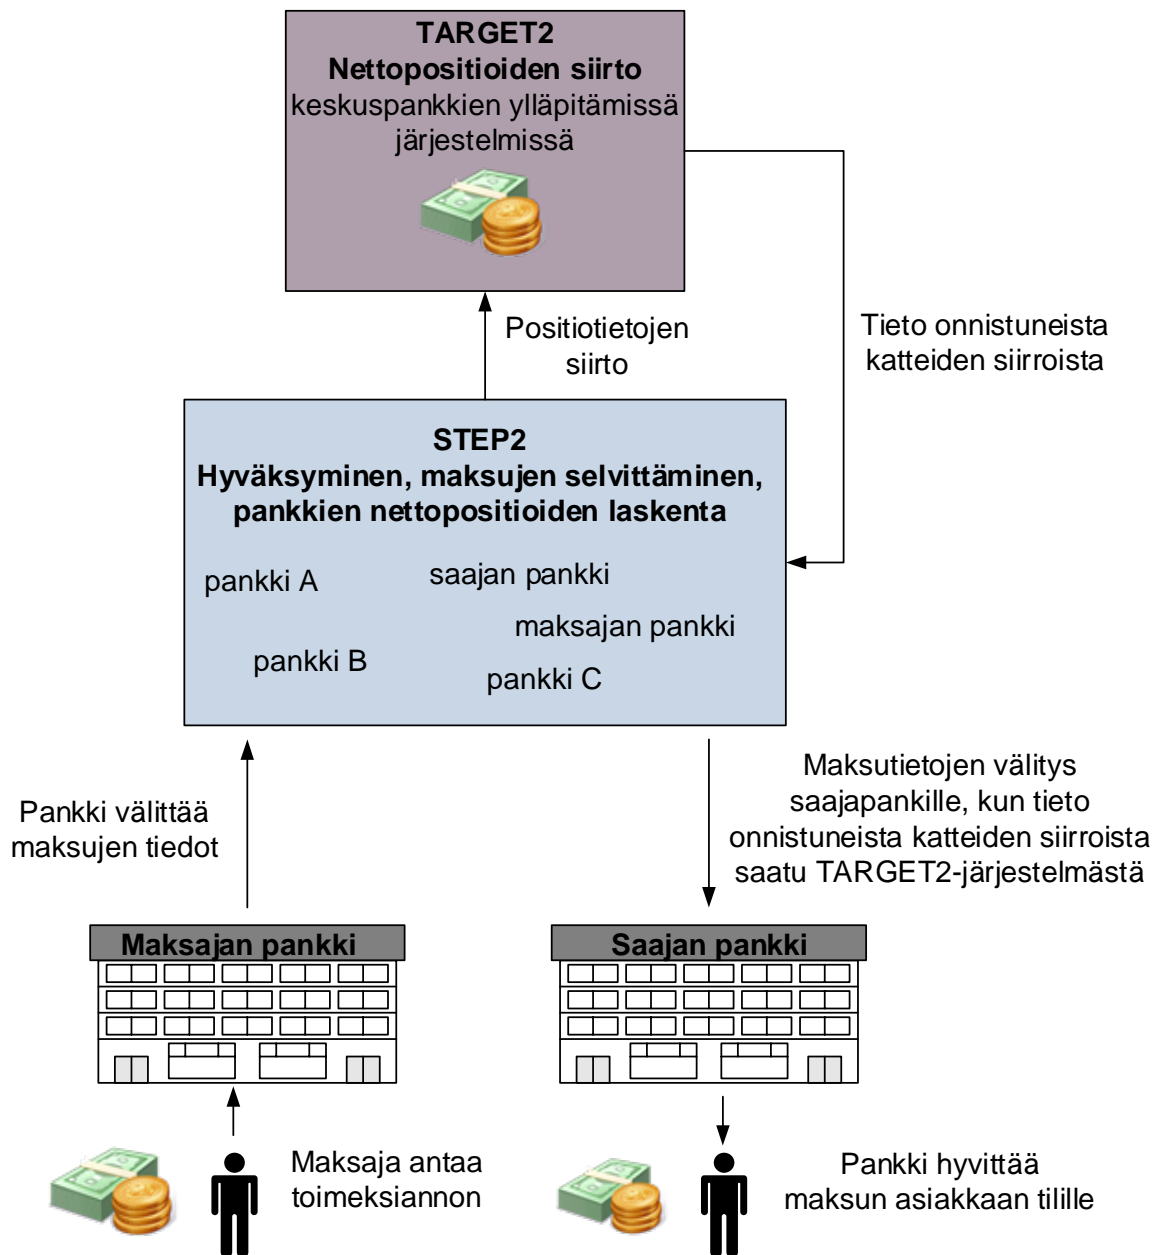 TARGET2
Nettopositioiden siirto
keskuspankkien ylläpitämissä
järjestelmissä
Positiotietojen
siirto
Tieto onnistuneista
katteiden siirroista
STEP2
Hyväksyminen, maksujen selvittäminen,
pankkien nettopositioiden laskenta
pankki A
saajan pankki
maksajan pankki
pankki B
pankki C
Pankki välittää
maksujen tiedot
Maksutietojen välitys
saajapankille, kun tieto
onnistuneista katteiden siirroista
saatu TARGET2-järjestelmästä
Maksajan pankki
Saajan pankki
Maksaja antaa
toimeksiannon
Pankki hyvittää
maksun asiakkaan tilille